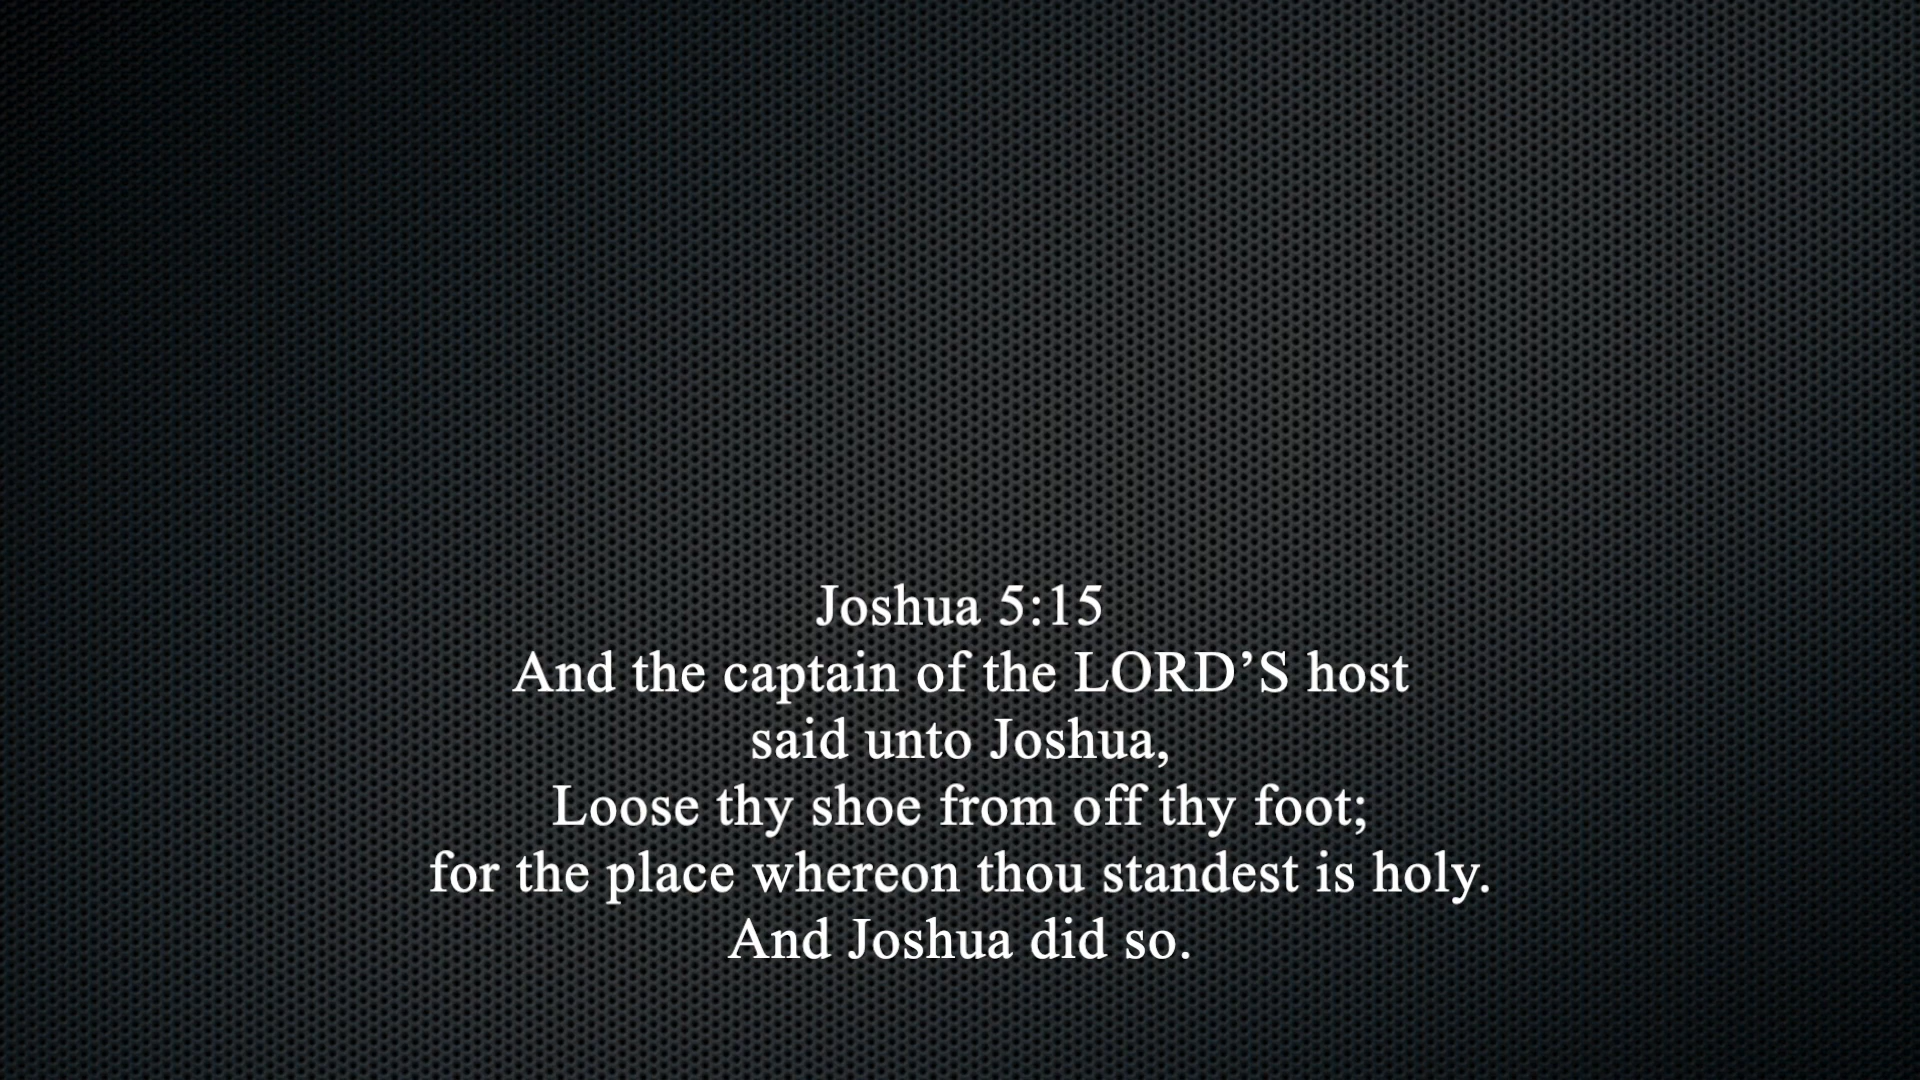 Joshua 5:15
And the captain of the LORD’S host
said unto Joshua,
Loose thy shoe from off thy foot;
for the place whereon thou standest is holy.
And Joshua did so.